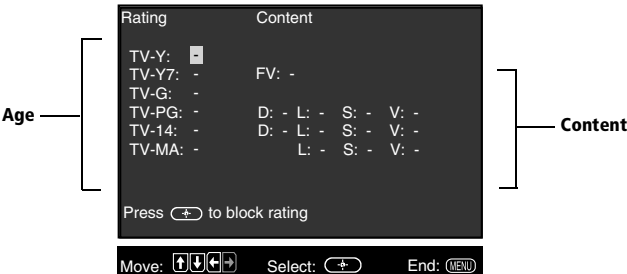 Rating Content
TV-Y: -
TV-Y7: - FV: -
TV-G: -
TV-PG: - D: - L: - S: - V: -
TV-14: - D: - L: - S: - V: -
TV-MA: - L: - S: - V: -
Age
Content
Press to block rating
Move: Select: End: MENU